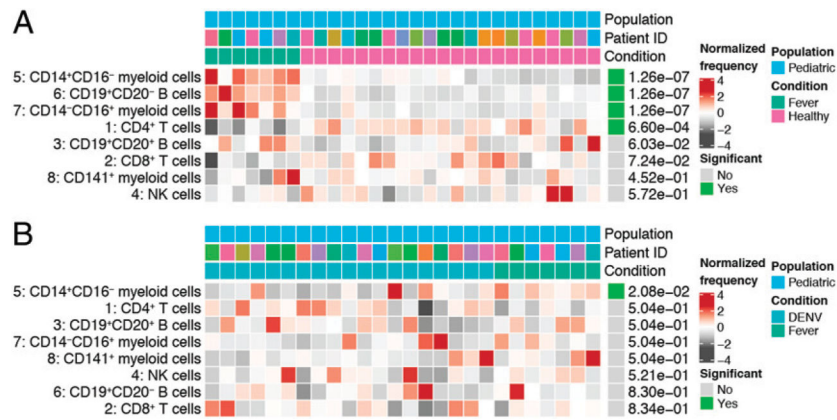 A
Population
Patient ID
Condition
5: CD14⁺CD16⁻ myeloid cells 1.26e−07
6: CD19⁺CD20⁻ B cells 1.26e−07
7: CD14⁻CD16⁺ myeloid cells 1.26e−07
1: CD4⁺ T cells 6.60e−04
3: CD19⁺CD20⁺ B cells 6.03e−02
2: CD8⁺ T cells 7.24e−02
8: CD141⁺ myeloid cells 4.52e−01
4: NK cells 5.72e−01
Normalized
frequency
4
2
0
−2
−4
Significant
No
Yes
Population
Pediatric
Condition
Fever
Healthy
B
Population
Patient ID
Condition
5: CD14⁺CD16⁻ myeloid cells 2.08e−02
1: CD4⁺ T cells 5.04e−01
3: CD19⁺CD20⁺ B cells 5.04e−01
7: CD14⁻CD16⁺ myeloid cells 5.04e−01
8: CD141⁺ myeloid cells 5.04e−01
4: NK cells 5.21e−01
6: CD19⁺CD20⁻ B cells 8.30e−01
2: CD8⁺ T cells 8.34e−01
Normalized
frequency
4
2
0
−2
−4
Significant
No
Yes
Population
Pediatric
Condition
DENV
Fever